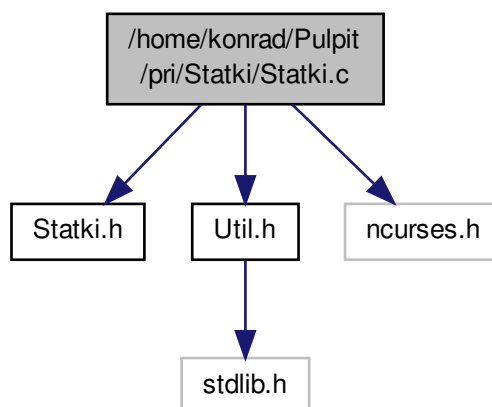 /home/konrad/Pulpit
/pri/Statki/Statki.c
Statki.h
Util.h
ncurses.h
stdlib.h